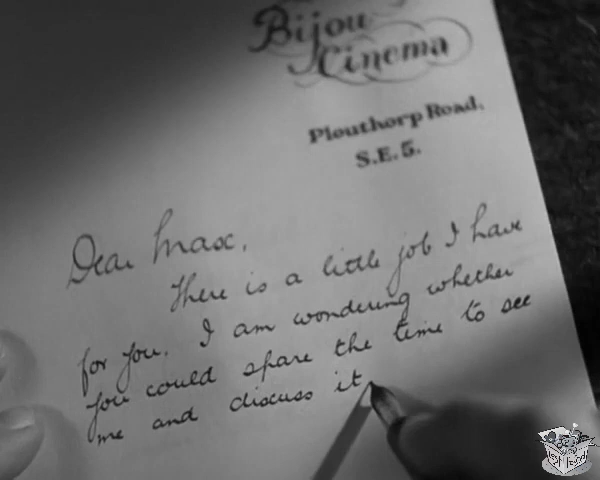 Bijou
Cinema
Plouthorp Road,
S.E.5.
Dear Max,
There is a little job I have
for you. I am wondering whether
you could spare the time to see
me and discuss it